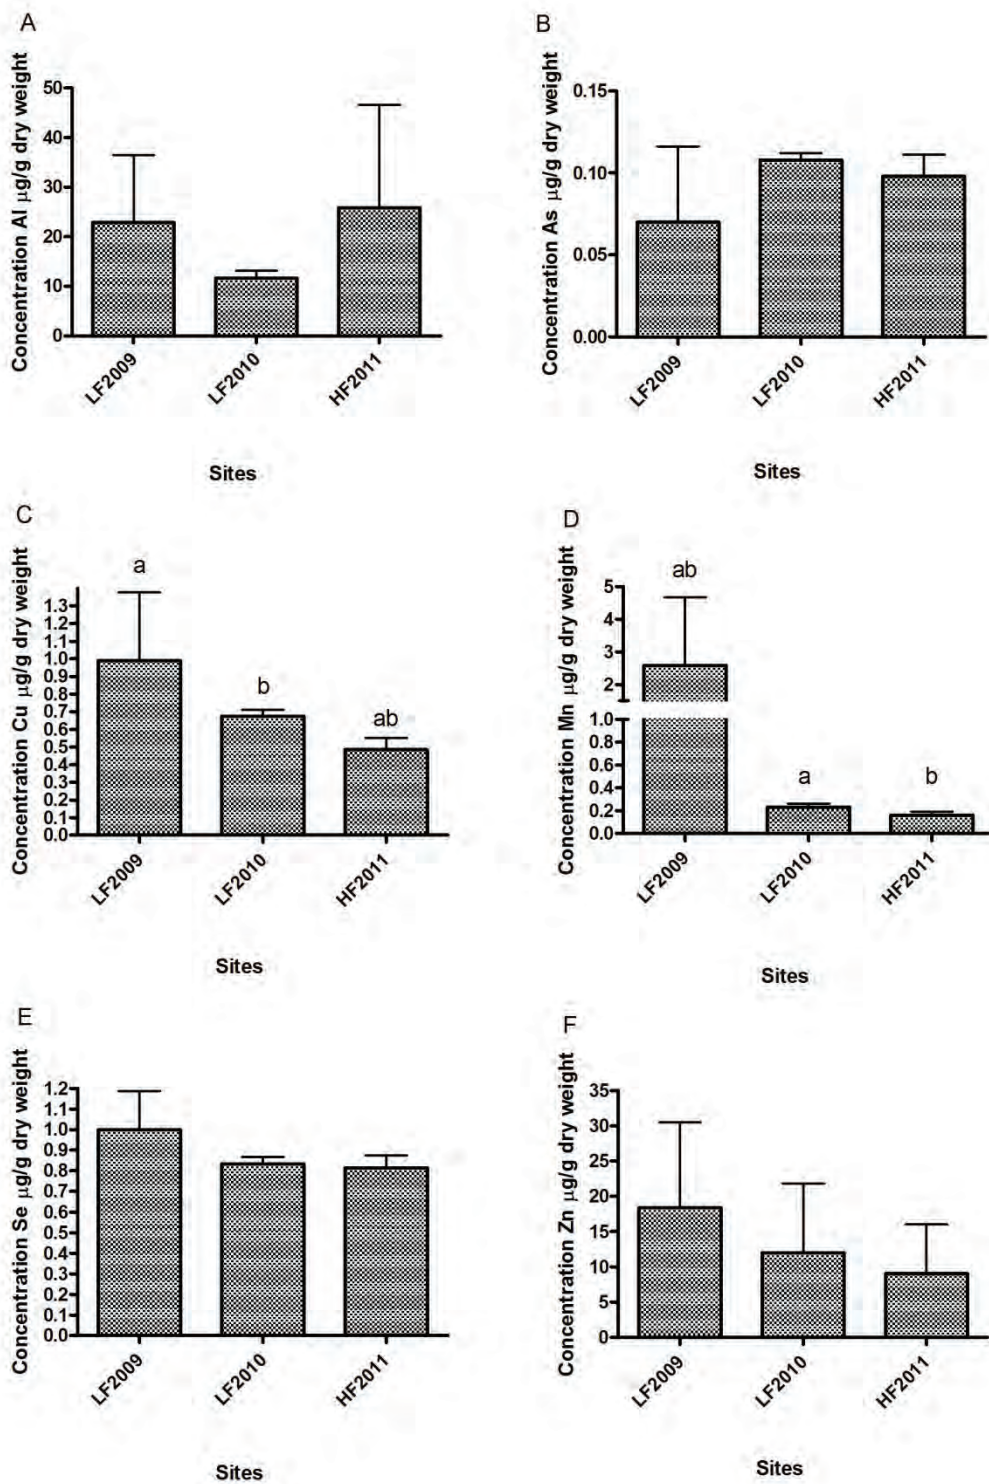 A
Concentration Al µg/g dry weight
50
40
30
20
10
0
LF2009
LF2010
HF2011
Sites
B
Concentration As µg/g dry weight
0.15
0.10
0.05
0.00
LF2009
LF2010
HF2011
Sites
C
Concentration Cu µg/g dry weight
1.3
1.2
1.1
1.0
0.9
0.8
0.7
0.6
0.5
0.4
0.3
0.2
0.1
0.0
a
b
ab
LF2009
LF2010
HF2011
Sites
D
Concentration Mn µg/g dry weight
5
4
3
2
1.0
0.8
0.6
0.4
0.2
0.0
ab
a
b
LF2009
LF2010
HF2011
Sites
E
Concentration Se µg/g dry weight
1.2
1.1
1.0
0.9
0.8
0.7
0.6
0.5
0.4
0.3
0.2
0.1
0.0
LF2009
LF2010
HF2011
Sites
F
Concentration Zn µg/g dry weight
35
30
25
20
15
10
5
0
LF2009
LF2010
HF2011
Sites